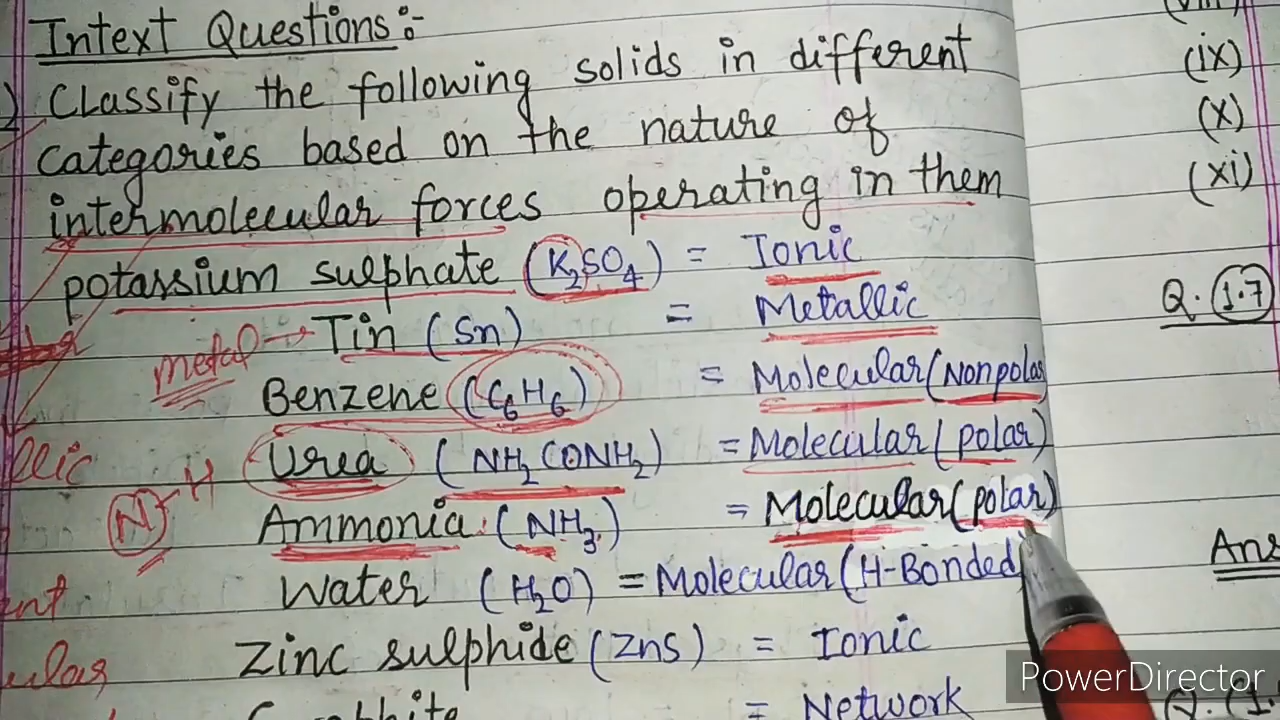 Intext Questions:-
(ix)
Classify the following solids in different
(x)
categories based on the nature of
(xi)
intermolecular forces operating in them
potassium sulphate (K2SO4) = Ionic
Q. 1.7
metal → Tin (Sn) = Metallic
Benzene (C6H6) = Molecular (Nonpolar
Urea (NH2CONH2) = Molecular (polar)
N-H
Ammonia (NH3) = Molecular (polar)
Ans
Water (H2O) = Molecular (H-Bonded)
Zinc sulphide (ZnS) = Ionic
PowerDirector
= Network